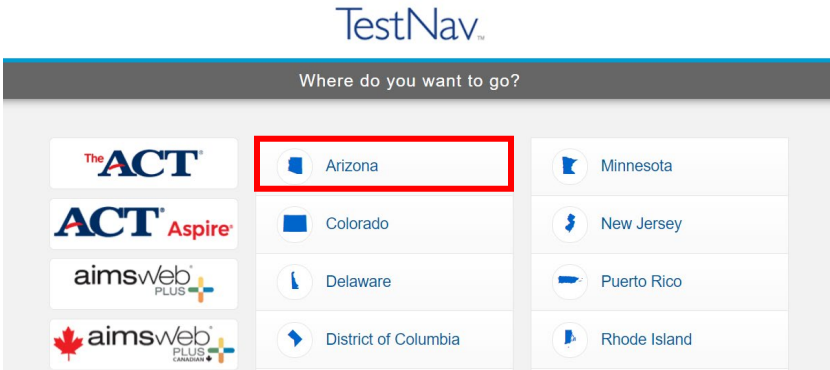 TestNav™
Where do you want to go?
The ACT®
ACT® Aspire®
aimsweb®
PLUS
aimsweb®
PLUS
CANADIAN
Arizona
Colorado
Delaware
District of Columbia
Minnesota
New Jersey
Puerto Rico
Rhode Island